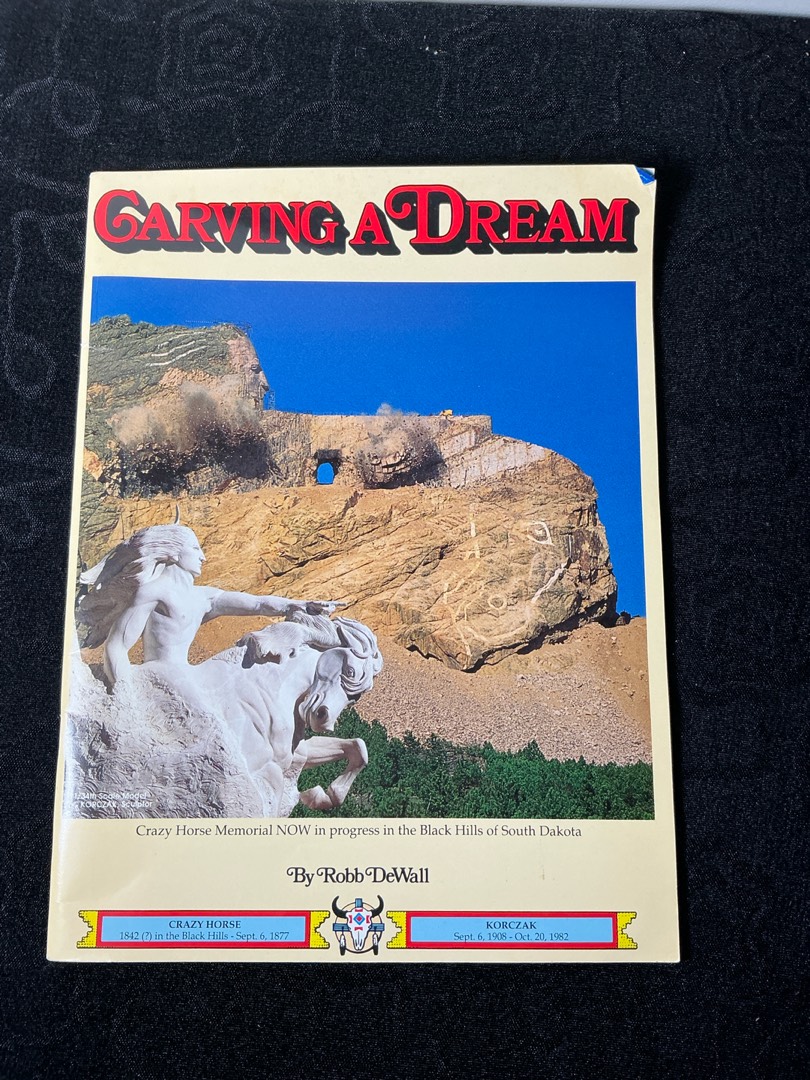 CARVING A DREAM
1/34th Scale Model
KORCZAK, Sculptor
Crazy Horse Memorial NOW in progress in the Black Hills of South Dakota
By Robb DeWall
CRAZY HORSE
1842 (?) in the Black Hills - Sept. 6, 1877
KORCZAK
Sept. 6, 1908 - Oct. 20, 1982